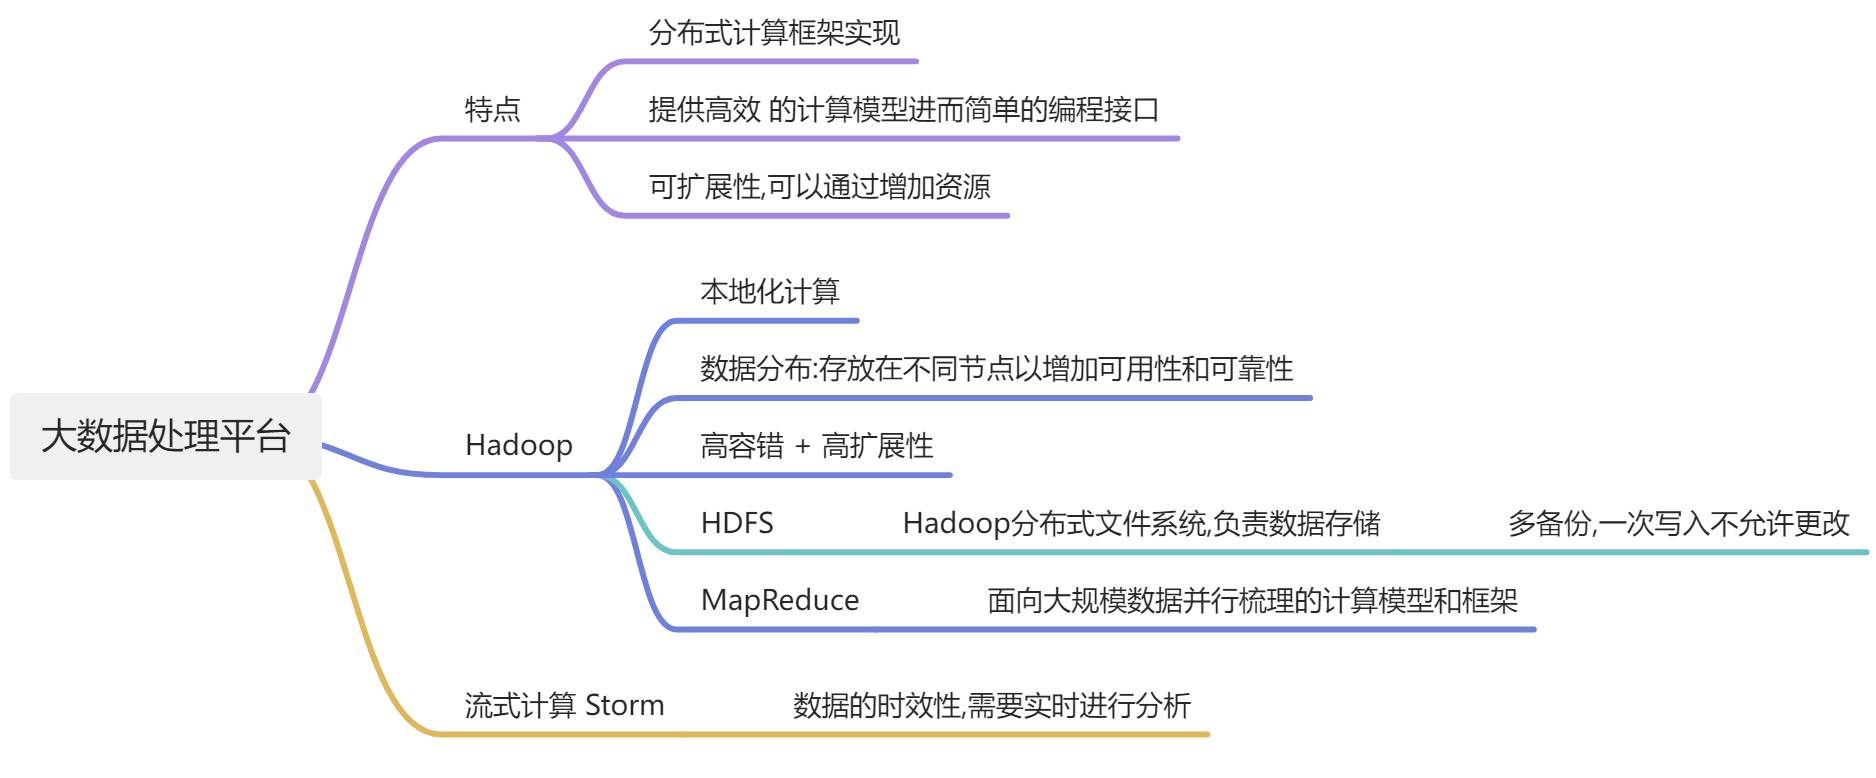 分布式计算框架实现
特点
提供高效 的计算模型进而简单的编程接口
可扩展性,可以通过增加资源
本地化计算
数据分布:存放在不同节点以增加可用性和可靠性
大数据处理平台
Hadoop
高容错 + 高扩展性
HDFS
Hadoop分布式文件系统,负责数据存储
多备份,一次写入不允许更改
MapReduce
面向大规模数据并行梳理的计算模型和框架
流式计算 Storm
数据的时效性,需要实时进行分析